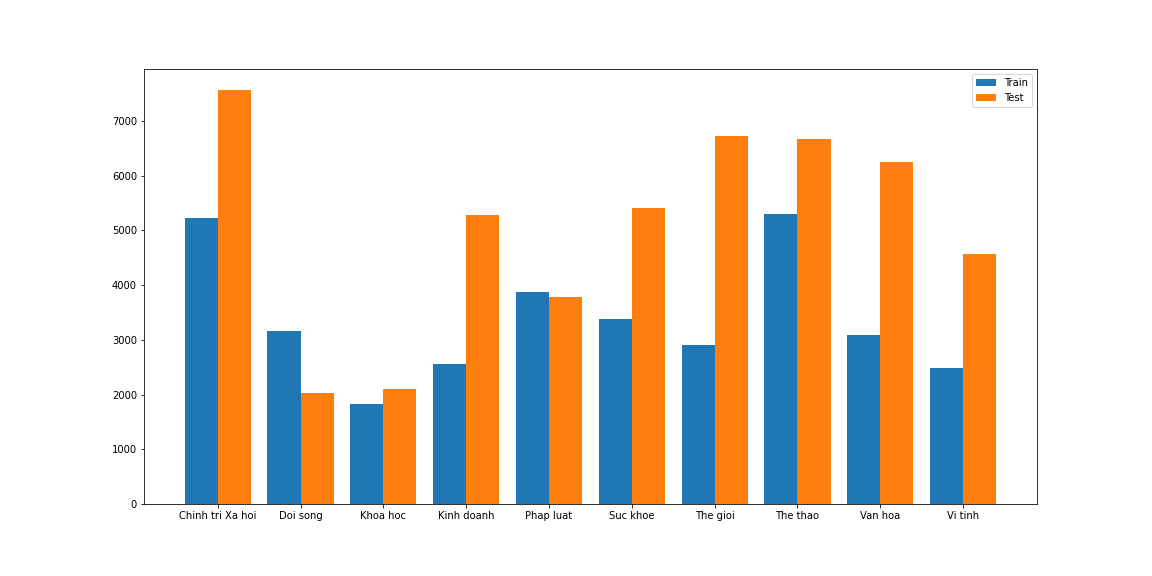 Train
Test
7000
6000
5000
4000
3000
2000
1000
0
Chinh tri Xa hoi Doi song Khoa hoc Kinh doanh Phap luat Suc khoe The gioi The thao Van hoa Vi tinh